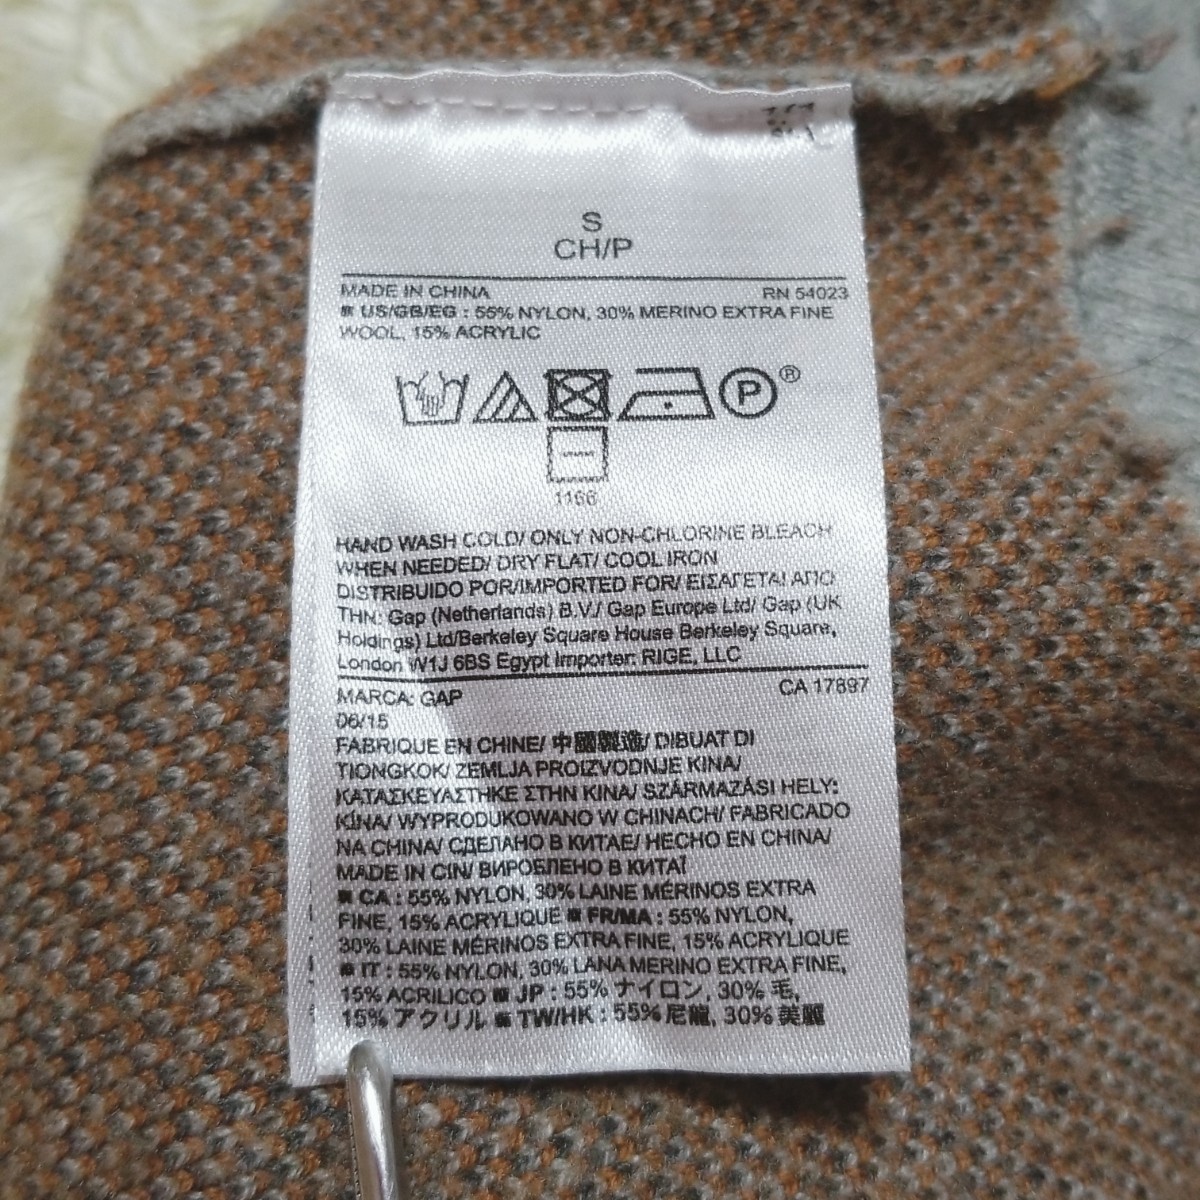 S
CH/P
MADE IN CHINA RN 54023
■ US/GB/EG : 55% NYLON, 30% MERINO EXTRA FINE
WOOL, 15% ACRYLIC
P ®
1166
HAND WASH COLD/ ONLY NON-CHLORINE BLEACH
WHEN NEEDED/ DRY FLAT/ COOL IRON
DISTRIBUIDO POR/IMPORTED FOR/ ΕΙΣΑΓΕΤΑΙ ΑΠΟ
ΤΗΝ: Gap (Netherlands) B.V./ Gap Europe Ltd/ Gap (UK
Holdings) Ltd/Berkeley Square House Berkeley Square,
London W1J 6BS Egypt Importer: RIGE, LLC
MARCA: GAP CA 17897
06/15
FABRIQUE EN CHINE/ 中國製造/ DIBUAT DI
TIONGKOK/ ZEMLJA PROIZVODNJE KINA/
ΚΑΤΑΣΚΕΥΑΣΤΗΚΕ ΣΤΗΝ ΚΙΝΑ/ SZÁRMAZÁSI HELY:
KÍNA/ WYPRODUKOWANO W CHINACH/ FABRICADO
NA CHINA/ СДЕЛАНО В КИТАЕ/ HECHO EN CHINA/
MADE IN CIN/ ВИРОБЛЕНО В КИТАЇ
■ CA : 55% NYLON, 30% LAINE MÉRINOS EXTRA
FINE, 15% ACRYLIQUE ■ FR/MA : 55% NYLON,
30% LAINE MÉRINOS EXTRA FINE, 15% ACRYLIQUE
■ IT : 55% NYLON, 30% LANA MERINO EXTRA FINE,
15% ACRILICO ■ JP : 55% ナイロン, 30% 毛,
15% アクリル ■ TW/HK : 55% 尼龍, 30% 美麗